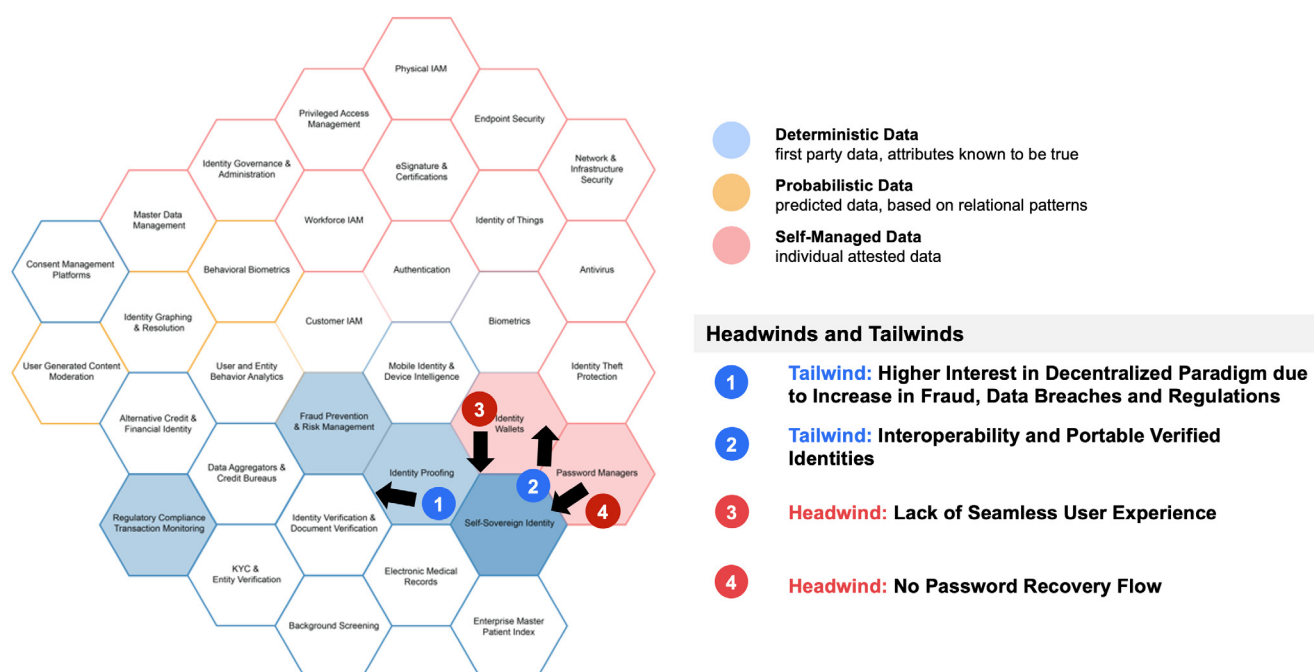 Physical IAM
Privileged Access
Management
Endpoint Security
Identity Governance &
Administration
eSignature &
Certifications
Network &
Infrastructure
Security
Master Data
Management
Workforce IAM
Identity of Things
Consent Management
Platforms
Behavioral Biometrics
Authentication
Antivirus
Identity Graphing
& Resolution
Customer IAM
Biometrics
User Generated Content
Moderation
User and Entity
Behavior Analytics
Mobile Identity &
Device Intelligence
Identity Theft
Protection
Alternative Credit &
Financial Identity
Fraud Prevention
& Risk Management
3
Identity
Wallets
Data Aggregators &
Credit Bureaus
Identity Proofing
2
Password Managers
1
4
Regulatory Compliance
Transaction Monitoring
Identity Verification &
Document Verification
Self-Sovereign Identity
KYC &
Entity Verification
Electronic Medical
Records
Background Screening
Enterprise Master
Patient Index
Deterministic Data
first party data, attributes known to be true
Probabilistic Data
predicted data, based on relational patterns
Self-Managed Data
individual attested data
Headwinds and Tailwinds
1 Tailwind: Higher Interest in Decentralized Paradigm due
to Increase in Fraud, Data Breaches and Regulations
2 Tailwind: Interoperability and Portable Verified
Identities
3 Headwind: Lack of Seamless User Experience
4 Headwind: No Password Recovery Flow